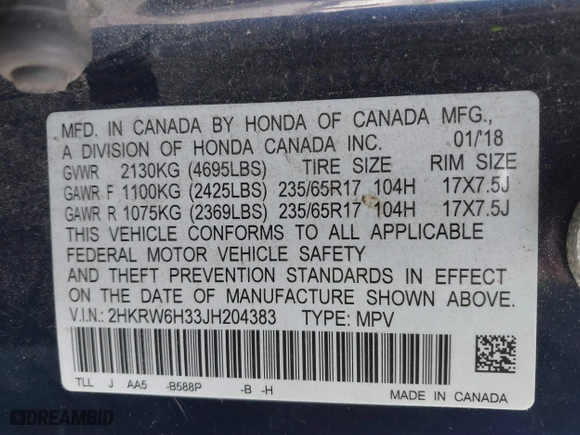 MFD. IN CANADA BY HONDA OF CANADA MFG.,
A DIVISION OF HONDA CANADA INC. 01/'18
GVWR 2130KG (4695LBS) TIRE SIZE RIM SIZE
GAWR F 1100KG (2425LBS) 235/65R17 104H 17X7.5J
GAWR R 1075KG (2369LBS) 235/65R17 104H 17X7.5J
THIS VEHICLE CONFORMS TO ALL APPLICABLE
FEDERAL MOTOR VEHICLE SAFETY
AND THEFT PREVENTION STANDARDS IN EFFECT
ON THE DATE OF MANUFACTURE SHOWN ABOVE.
V.I.N.: 2HKRW6H33JH204383 TYPE: MPV
TLL J AA5 -B588P -B -H
MADE IN CANADA
DREAMBID